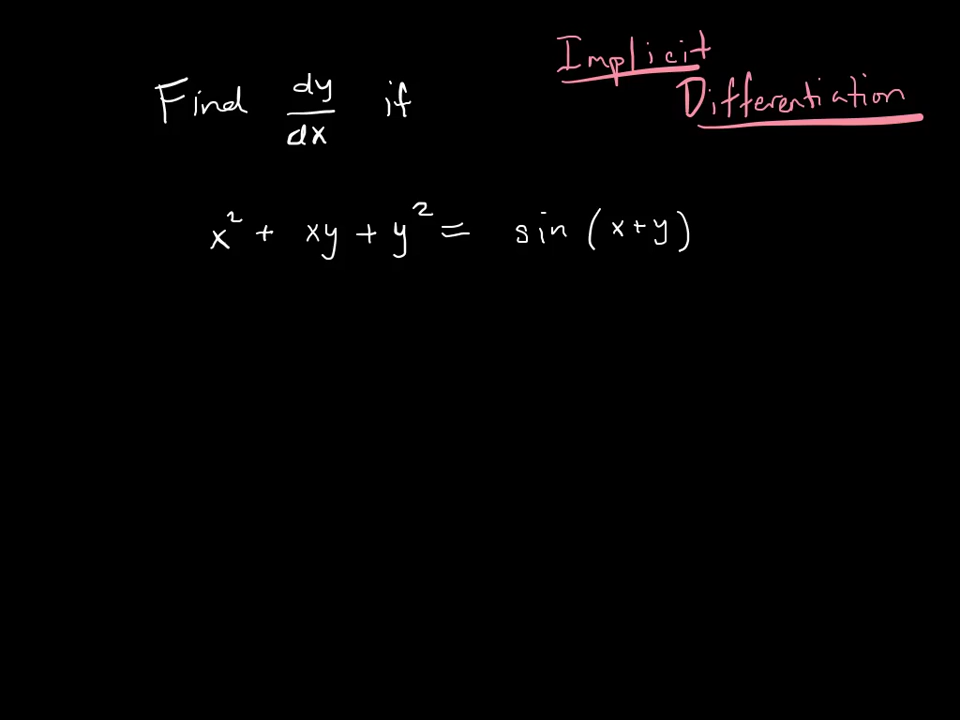 Implicit
Differentiation
Find dy/dx if
x² + xy + y² = sin (x+y)